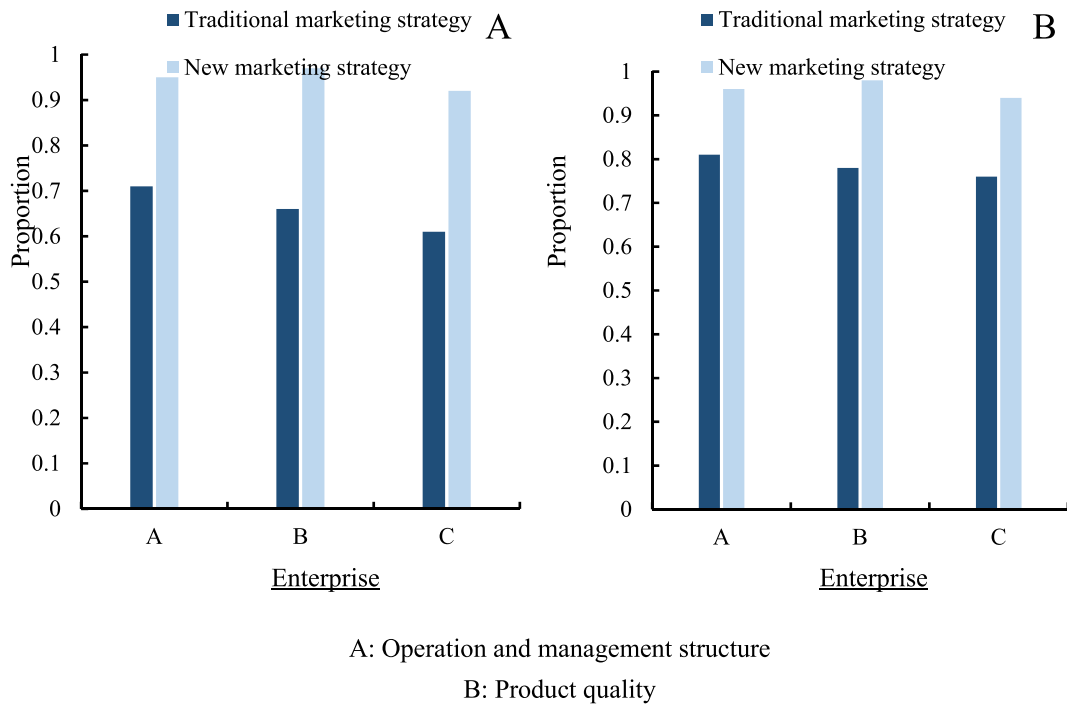 Traditional marketing strategy
New marketing strategy
A
1
0.9
0.8
0.7
0.6
0.5
0.4
0.3
0.2
0.1
0
Proportion
A B C
Enterprise
Traditional marketing strategy
New marketing strategy
B
1
0.9
0.8
0.7
0.6
0.5
0.4
0.3
0.2
0.1
0
Proportion
A B C
Enterprise
A: Operation and management structure
B: Product quality